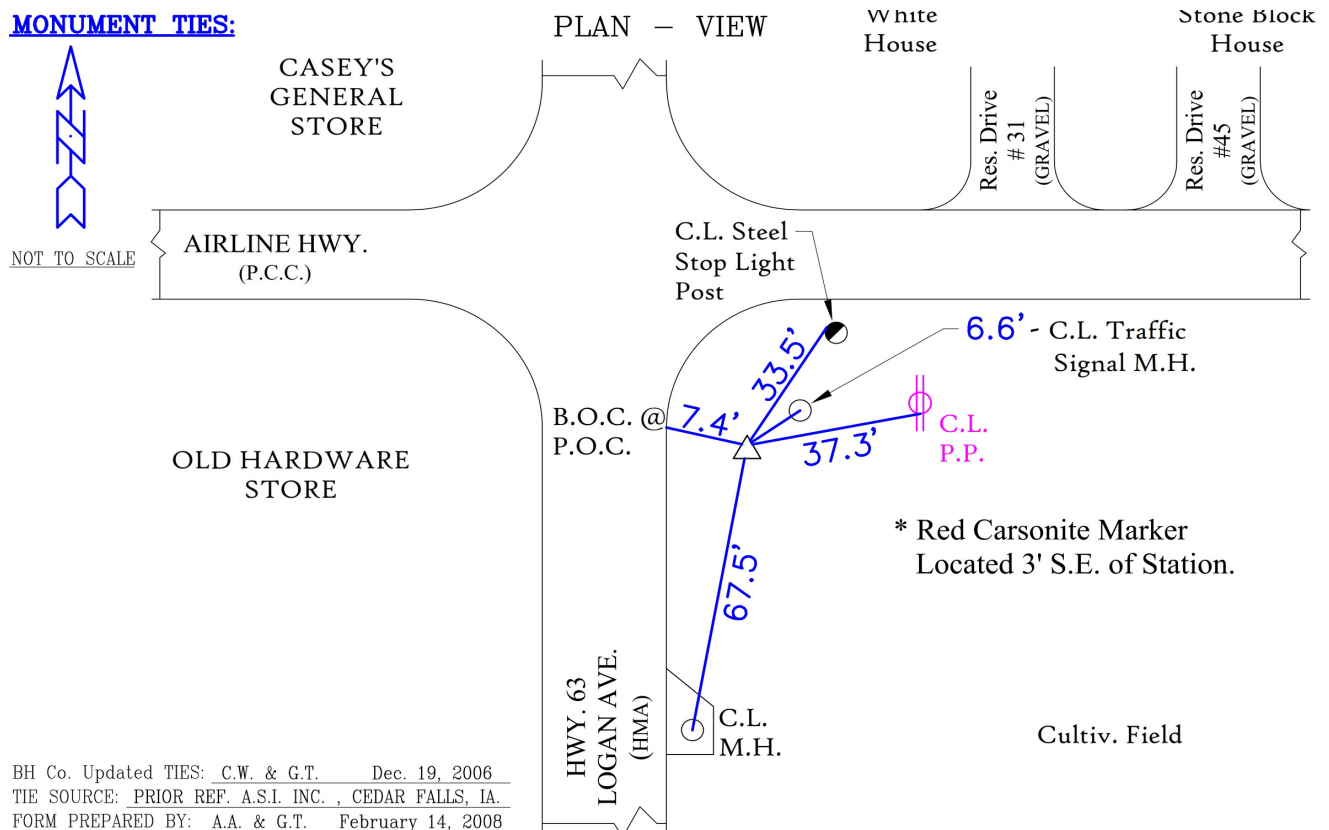 MONUMENT TIES:
PLAN – VIEW
White
House
Stone Block
House
CASEY'S
GENERAL
STORE
Res. Drive
# 31
(GRAVEL)
Res. Drive
#45
(GRAVEL)
N
NOT TO SCALE
AIRLINE HWY.
(P.C.C.)
C.L. Steel
Stop Light
Post
6.6' - C.L. Traffic
Signal M.H.
33.5'
B.O.C. @
P.O.C.
7.4'
37.3'
C.L.
P.P.
OLD HARDWARE
STORE
* Red Carsonite Marker
Located 3' S.E. of Station.
67.5'
HWY. 63
LOGAN AVE.
(HMA)
C.L.
M.H.
Cultiv. Field
BH Co. Updated TIES: C.W. & G.T. Dec. 19, 2006
TIE SOURCE: PRIOR REF. A.S.I. INC. , CEDAR FALLS, IA.
FORM PREPARED BY: A.A. & G.T. February 14, 2008